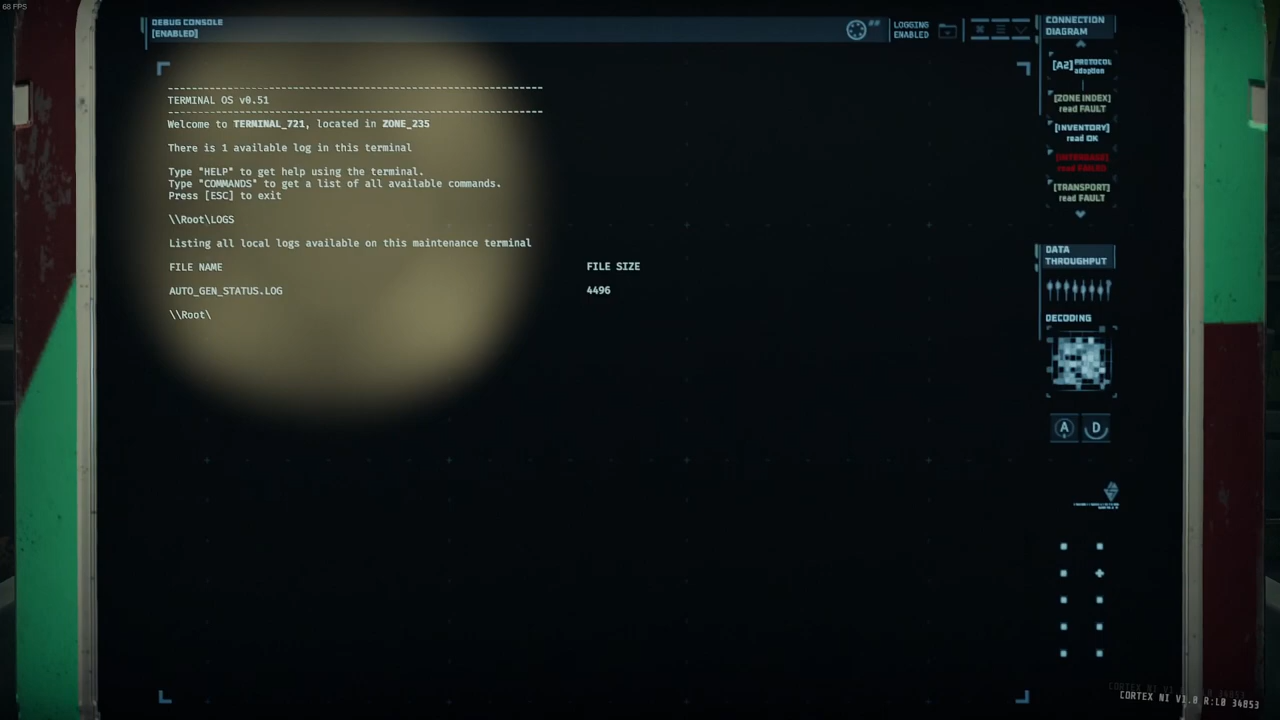 68 FPS
DEBUG CONSOLE
[ENABLED]
LOGGING
ENABLED
------------------------------------------------------------------
TERMINAL OS v0.51
------------------------------------------------------------------
Welcome to TERMINAL_721, located in ZONE_235
There is 1 available log in this terminal
Type "HELP" to get help using the terminal.
Type "COMMANDS" to get a list of all available commands.
Press [ESC] to exit
\\Root\LOGS
Listing all local logs available on this maintenance terminal
FILE NAME FILE SIZE
AUTO_GEN_STATUS.LOG 4496
\\Root\
CONNECTION
DIAGRAM
[A2] PROTOCOL
adaption
[ZONE INDEX]
read FAULT
[INVENTORY]
read OK
read FAILED
[TRANSPORT]
read FAULT
DATA
THROUGHPUT
DECODING
A D
CORTEX NI V1.0 R:L0 34853